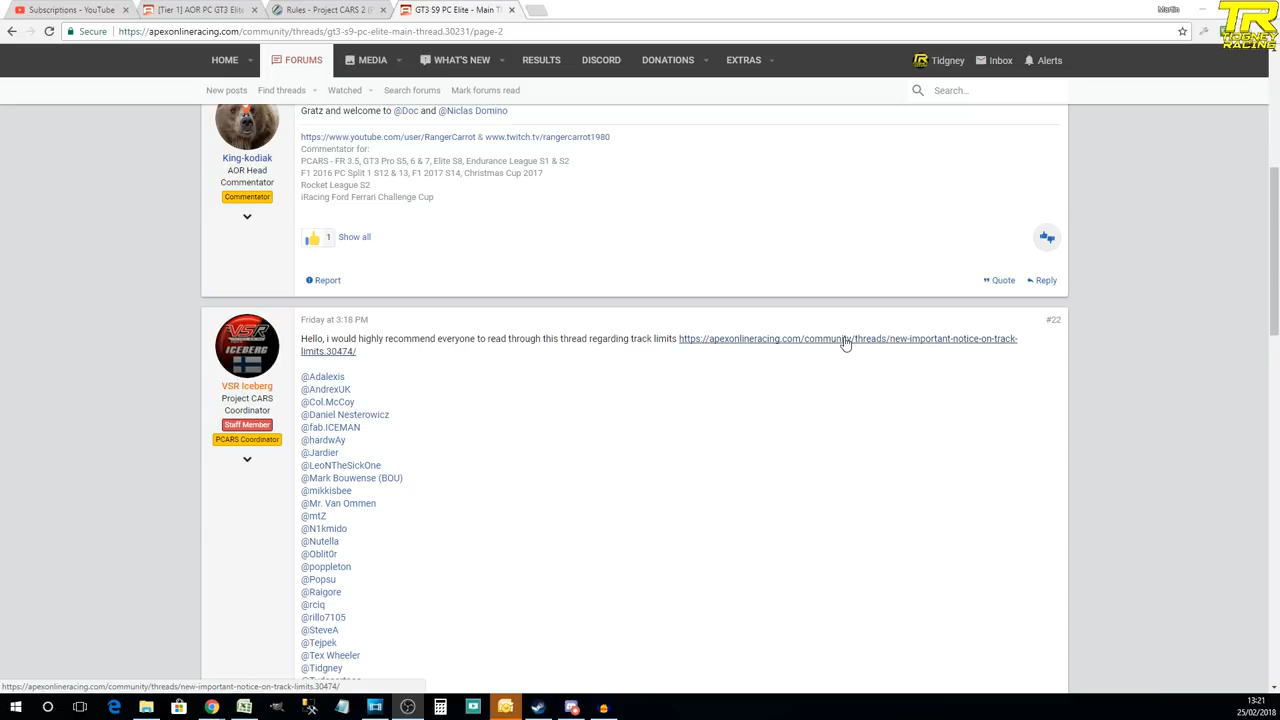 Subscriptions - YouTube
[Tier 1] AOR PC GT3 Elit
Rules - Project CARS 2 (P
GT3 S9 PC Elite - Main T
Martin
Secure
https://apexonlineracing.com/community/threads/gt3-s9-pc-elite-main-thread.30231/page-2
TR
TIDGNEY
RACING
HOME
FORUMS
MEDIA
WHAT'S NEW
RESULTS
DISCORD
DONATIONS
EXTRAS
Tidgney
Inbox
Alerts
New posts
Find threads
Watched
Search forums
Mark forums read
Search...
Gratz and welcome to @Doc and @Niclas Domino
https://www.youtube.com/user/RangerCarrot & www.twitch.tv/rangercarrot1980
Commentator for:
PCARS - FR 3.5, GT3 Pro S5, 6 & 7, Elite S8, Endurance League S1 & S2
F1 2016 PC Split 1 S12 & 13, F1 2017 S14, Christmas Cup 2017
Rocket League S2
iRacing Ford Ferrari Challenge Cup
King-kodiak
AOR Head
Commentator
Commentator
1 Show all
Report
Quote
Reply
Friday at 3:18 PM
#22
VSR
ICEBERG
VSR Iceberg
Project CARS
Coordinator
Staff Member
PCARS Coordinator
Hello, i would highly recommend everyone to read through this thread regarding track limits https://apexonlineracing.com/community/threads/new-important-notice-on-track-
limits.30474/
@Adalexis
@AndrexUK
@Col.McCoy
@Daniel Nesterowicz
@fab.ICEMAN
@hardwAy
@Jardier
@LeoNTheSickOne
@Mark Bouwense (BOU)
@mikkisbee
@Mr. Van Ommen
@mtZ
@N1kmido
@Nutella
@Oblit0r
@poppleton
@Popsu
@Raigore
@rciq
@rillo7105
@SteveA
@Tejpek
@Tex Wheeler
@Tidgney
https://apexonlineracing.com/community/threads/new-important-notice-on-track-limits.30474/
13:21
25/02/2018